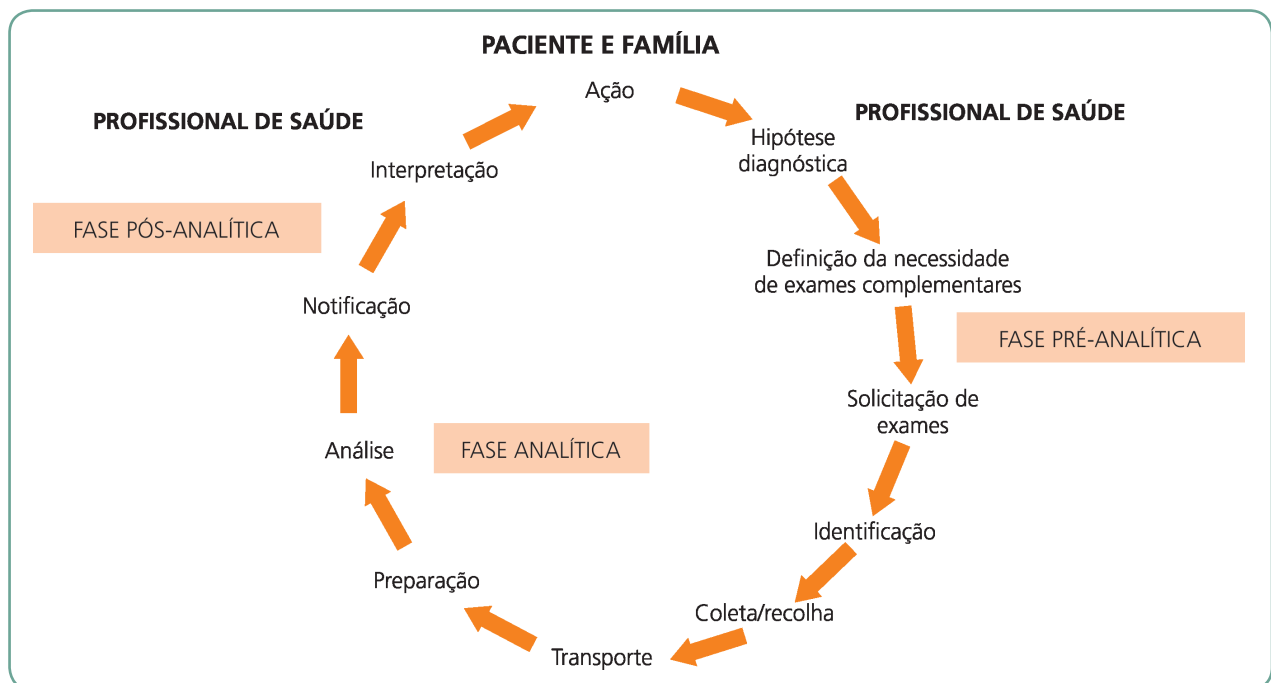 PACIENTE E FAMÍLIA
Ação
PROFISSIONAL DE SAÚDE
PROFISSIONAL DE SAÚDE
Hipótese
diagnóstica
Interpretação
FASE PÓS-ANALÍTICA
Definição da necessidade
de exames complementares
Notificação
FASE PRÉ-ANALÍTICA
Solicitação de
exames
Análise
FASE ANALÍTICA
Identificação
Preparação
Coleta/recolha
Transporte